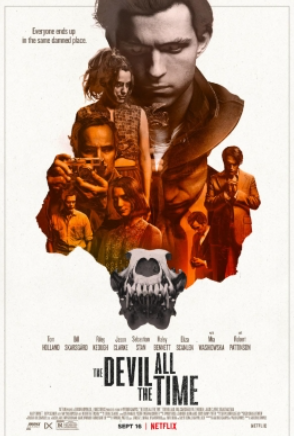 Everyone ends up
in the same damned place.
Tom Bill Riley Jason Sebastian Haley Eliza Mia Robert
HOLLAND SKARSGÅRD KEOUGH CLARKE STAN BENNETT SCANLEN WASIKOWSKA PATTINSON
THE DEVIL ALL
THE TIME
SEPT 16 | NETFLIX
NETFLIX